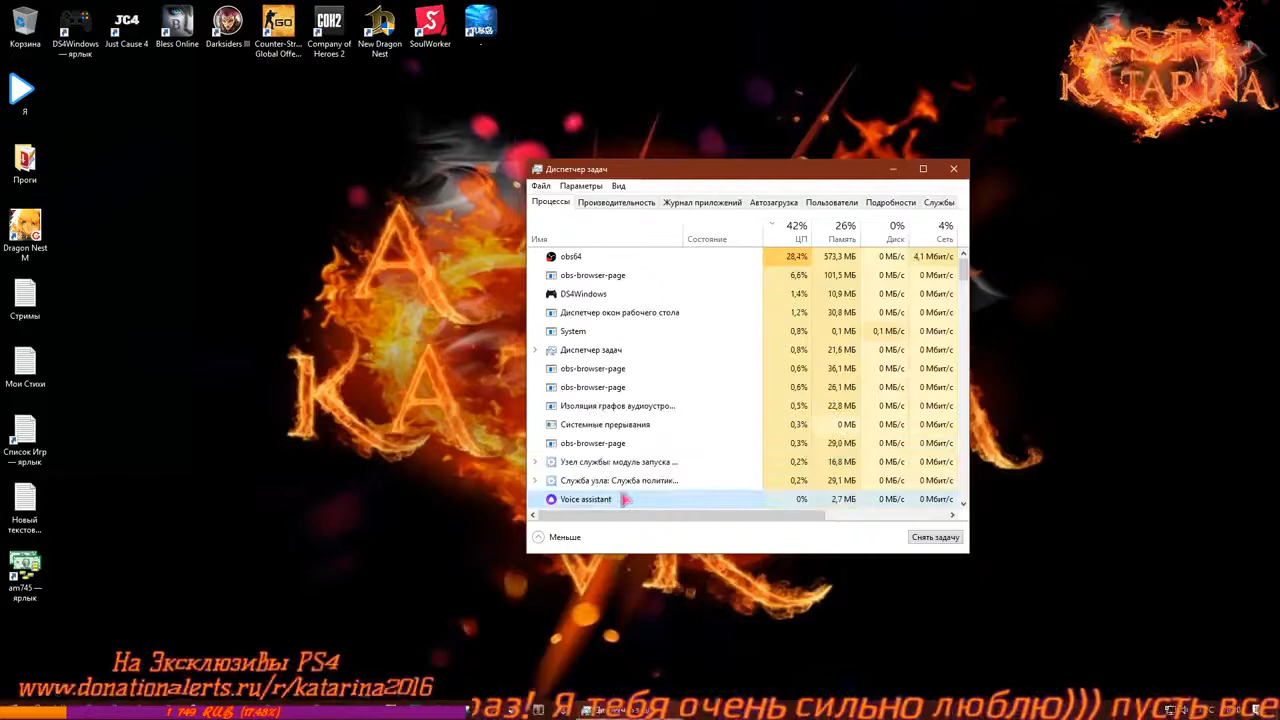 Корзина
DS4Windows
— ярлык
Just Cause 4
Bless Online
Darksiders III
Counter-Str...
Global Offe...
Company of
Heroes 2
New Dragon
Nest
SoulWorker
-
Я
Проги
Dragon Nest
M
Стримы
Мои Стихи
Список Игр
— ярлык
Новый
текстов...
am745 —
ярлык
ASTI
KATARINA
Диспетчер задач
Файл Параметры Вид
Процессы Производительность Журнал приложений Автозагрузка Пользователи Подробности Службы
42% 26% 0% 4%
Имя Состояние ЦП Память Диск Сеть
obs64 28,4% 573,3 МБ 0 МБ/с 4,1 Мбит/с
obs-browser-page 6,6% 101,5 МБ 0 МБ/с 0 Мбит/с
DS4Windows 1,4% 10,9 МБ 0 МБ/с 0 Мбит/с
Диспетчер окон рабочего стола 1,2% 30,8 МБ 0 МБ/с 0 Мбит/с
System 0,8% 0,1 МБ 0,1 МБ/с 0 Мбит/с
Диспетчер задач 0,8% 21,6 МБ 0 МБ/с 0 Мбит/с
obs-browser-page 0,6% 36,1 МБ 0 МБ/с 0 Мбит/с
obs-browser-page 0,6% 26,1 МБ 0 МБ/с 0 Мбит/с
Изоляция графов аудиоустро... 0,5% 22,8 МБ 0 МБ/с 0 Мбит/с
Системные прерывания 0,3% 0 МБ 0 МБ/с 0 Мбит/с
obs-browser-page 0,3% 29,0 МБ 0 МБ/с 0 Мбит/с
Узел службы: модуль запуска ... 0,2% 16,8 МБ 0 МБ/с 0 Мбит/с
Служба узла: Служба политик... 0,2% 29,1 МБ 0 МБ/с 0 Мбит/с
Voice assistant 0% 2,7 МБ 0 МБ/с 0 Мбит/с
Меньше Снять задачу
На Эксклюзивы PS4
www.donationalerts.ru/r/katarina2016
1 749 RUB (17.48%)
раз! Я тебя очень сильно люблю))) пусть все